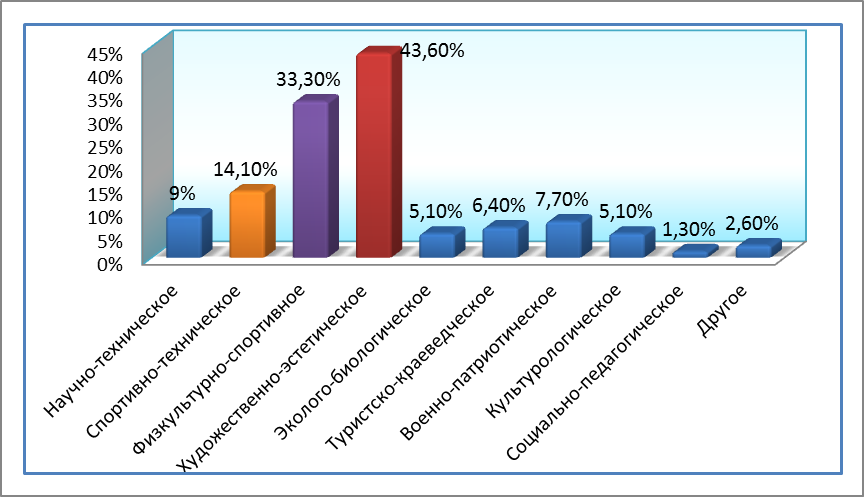 45%
40%
35%
30%
25%
20%
15%
10%
5%
0%
9%
14,10%
33,30%
43,60%
5,10%
6,40%
7,70%
5,10%
1,30%
2,60%
Научно-техническое
Спортивно-техническое
Физкультурно-спортивное
Художественно-эстетическое
Эколого-биологическое
Туристско-краеведческое
Военно-патриотическое
Культурологическое
Социально-педагогическое
Другое